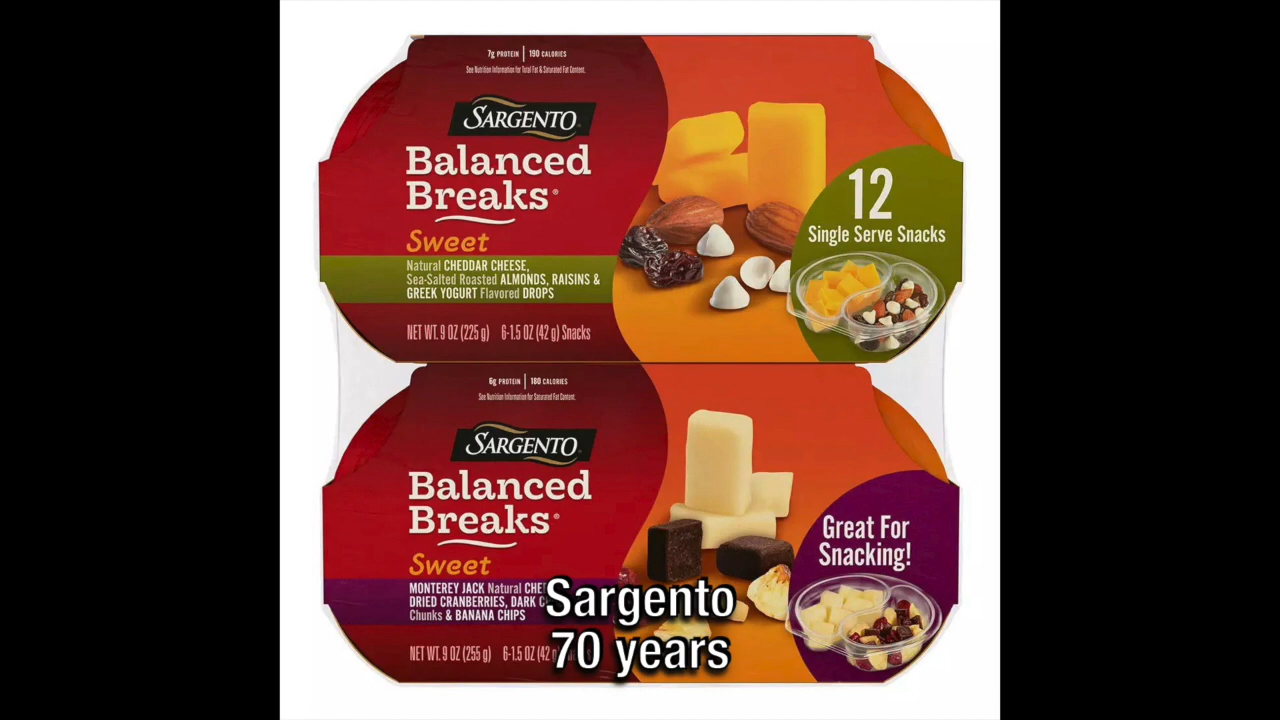 7g PROTEIN | 190 CALORIES
See Nutrition Information for Total Fat & Saturated Fat Content.
SARGENTO
Balanced
Breaks®
Sweet
Natural CHEDDAR CHEESE,
Sea-Salted Roasted ALMONDS, RAISINS &
GREEK YOGURT Flavored DROPS
NET WT. 9 OZ (225 g) 6-1.5 OZ (42 g) Snacks
12
Single Serve Snacks
6g PROTEIN | 180 CALORIES
See Nutrition Information for Saturated Fat Content.
SARGENTO
Balanced
Breaks®
Sweet
MONTEREY JACK Natural
DRIED CRANBERRIES, DARK
Chunks & BANANA CHIPS
NET WT. 9 OZ (255 g) 6-1.5 OZ (42 g
Great For
Snacking!
Sargento
70 years